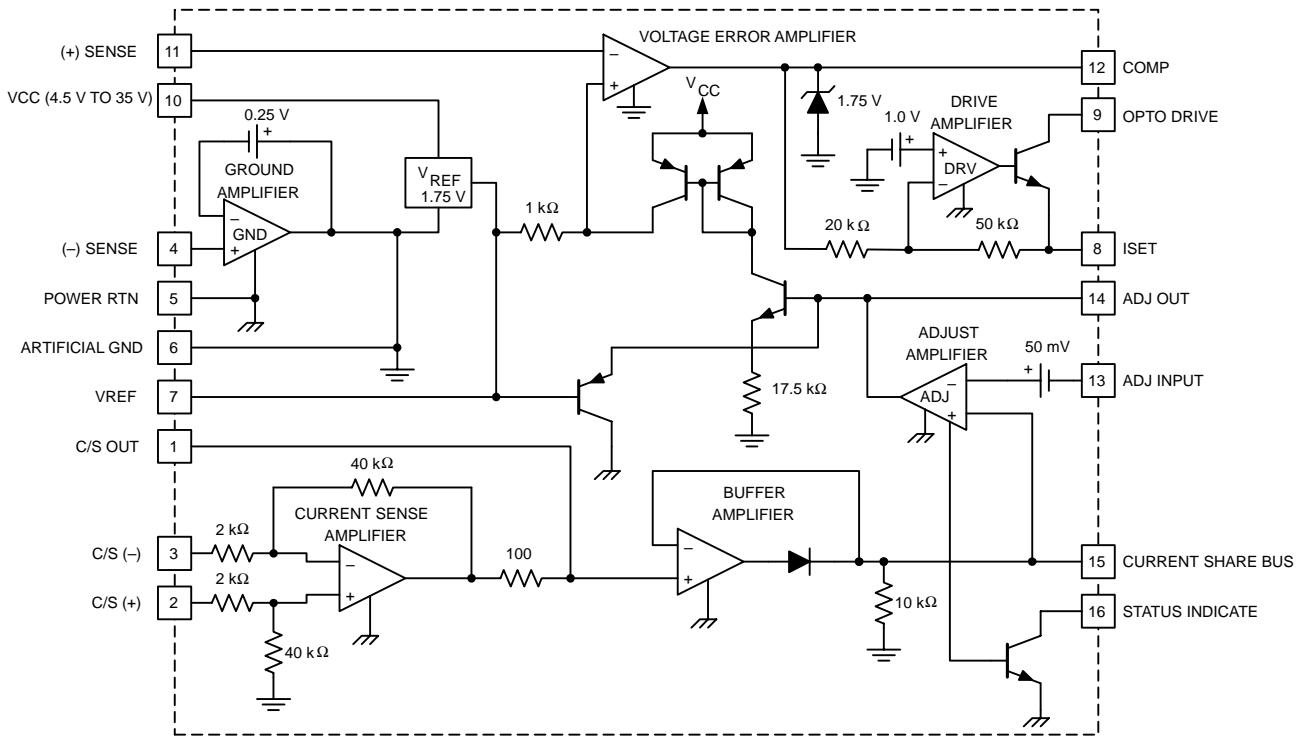 (+) SENSE
11
VCC (4.5 V TO 35 V)
10
0.25 V
+
GROUND
AMPLIFIER
–
GND
+
(–) SENSE
4
POWER RTN
5
ARTIFICIAL GND
6
VREF
7
C/S OUT
1
C/S (–)
3
C/S (+)
2
VREF
1.75 V
1 kΩ
VOLTAGE ERROR AMPLIFIER
–
+
VCC
1.75 V
1.0 V
+
DRIVE
AMPLIFIER
+
DRV
–
20 kΩ
50 kΩ
12
COMP
9
OPTO DRIVE
8
ISET
14
ADJ OUT
17.5 kΩ
ADJUST
AMPLIFIER
–
ADJ
+
50 mV
+
13
ADJ INPUT
40 kΩ
CURRENT SENSE
AMPLIFIER
2 kΩ
2 kΩ
–
+
40 kΩ
100
BUFFER
AMPLIFIER
–
+
10 kΩ
15
CURRENT SHARE BUS
16
STATUS INDICATE